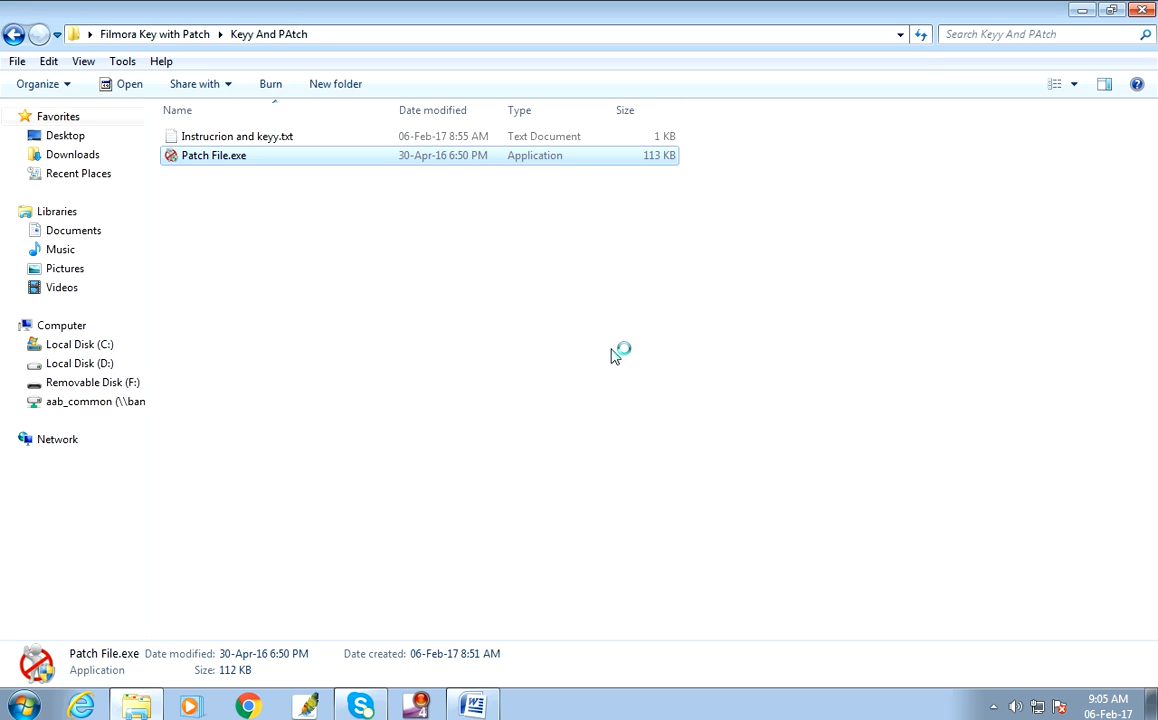 Filmora Key with Patch Keyy And PAtch Search Keyy And PAtch
File Edit View Tools Help
Organize Open Share with Burn New folder
Name Date modified Type Size
Favorites
Desktop
Downloads
Recent Places
Libraries
Documents
Music
Pictures
Videos
Computer
Local Disk (C:)
Local Disk (D:)
Removable Disk (F:)
aab_common (\\ban
Network
Instrucrion and keyy.txt 06-Feb-17 8:55 AM Text Document 1 KB
Patch File.exe 30-Apr-16 6:50 PM Application 113 KB
Patch File.exe Date modified: 30-Apr-16 6:50 PM Date created: 06-Feb-17 8:51 AM
Application Size: 112 KB
4
W
9:05 AM
06-Feb-17